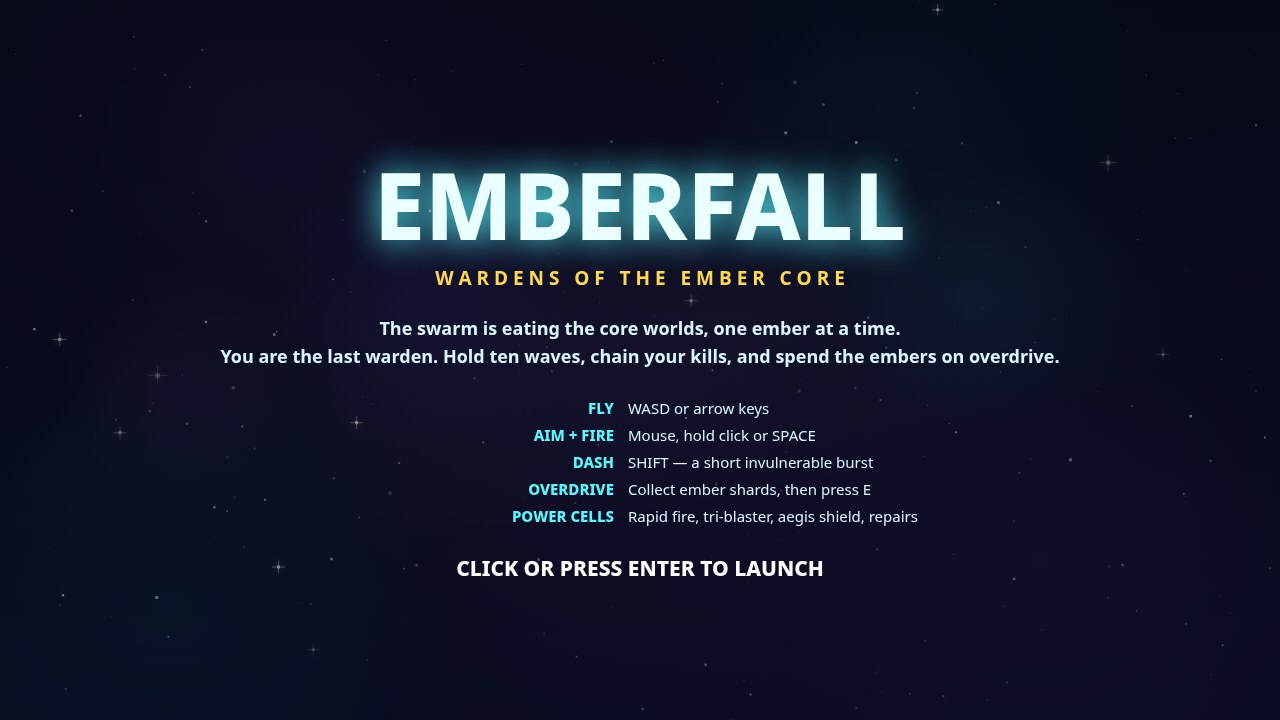 EMBERFALL
WARDENS OF THE EMBER CORE
The swarm is eating the core worlds, one ember at a time.
You are the last warden. Hold ten waves, chain your kills, and spend the embers on overdrive.
FLY WASD or arrow keys
AIM + FIRE Mouse, hold click or SPACE
DASH SHIFT — a short invulnerable burst
OVERDRIVE Collect ember shards, then press E
POWER CELLS Rapid fire, tri-blaster, aegis shield, repairs
CLICK OR PRESS ENTER TO LAUNCH